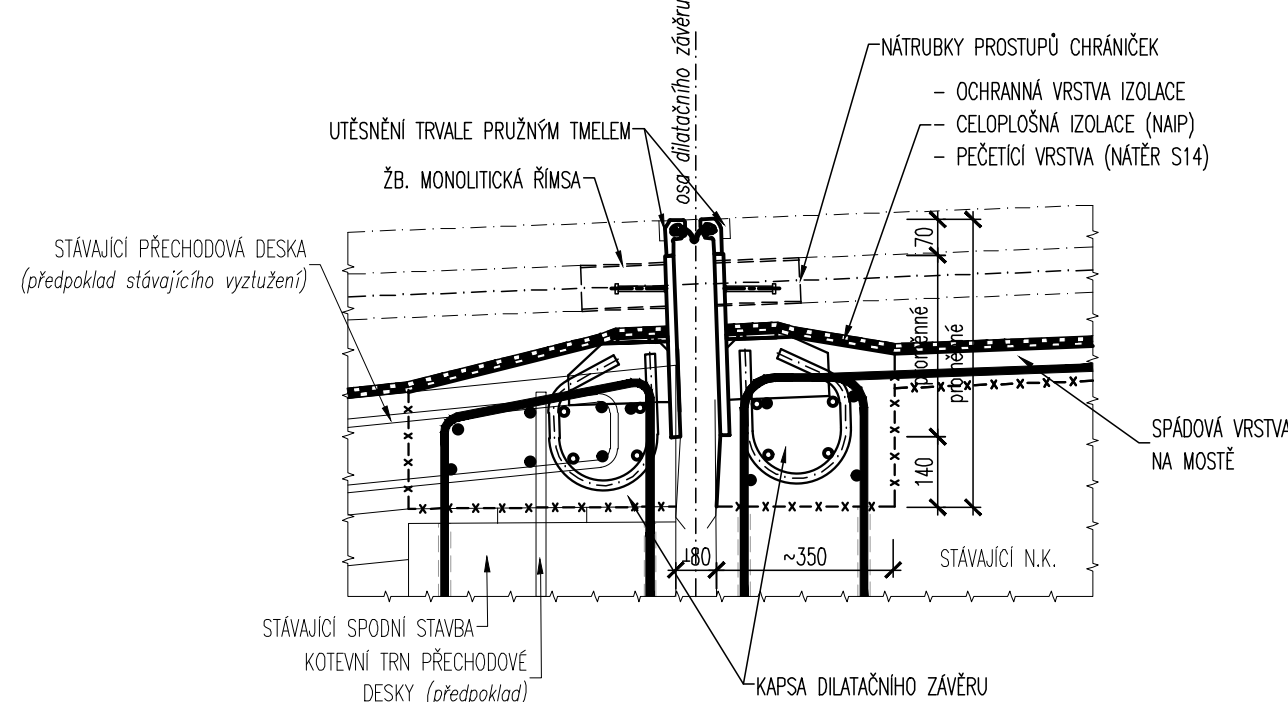 osa dilatačního závěru
NÁTRUBKY PROSTUPŮ CHRÁNIČEK
- OCHRANNÁ VRSTVA IZOLACE
- CELOPLOŠNÁ IZOLACE (NAIP)
- PEČETÍCÍ VRSTVA (NÁTĚR S14)
UTĚSNĚNÍ TRVALE PRUŽNÝM TMELEM
ŽB. MONOLITICKÁ ŘÍMSA
STÁVAJÍCÍ PŘECHODOVÁ DESKA
(předpoklad stávajícího vyztužení)
70
proměnné
proměnné
140
SPÁDOVÁ VRSTVA
NA MOSTĚ
80
~350
STÁVAJÍCÍ N.K.
STÁVAJÍCÍ SPODNÍ STAVBA
KOTEVNÍ TRN PŘECHODOVÉ
DESKY (předpoklad)
KAPSA DILATAČNÍHO ZÁVĚRU